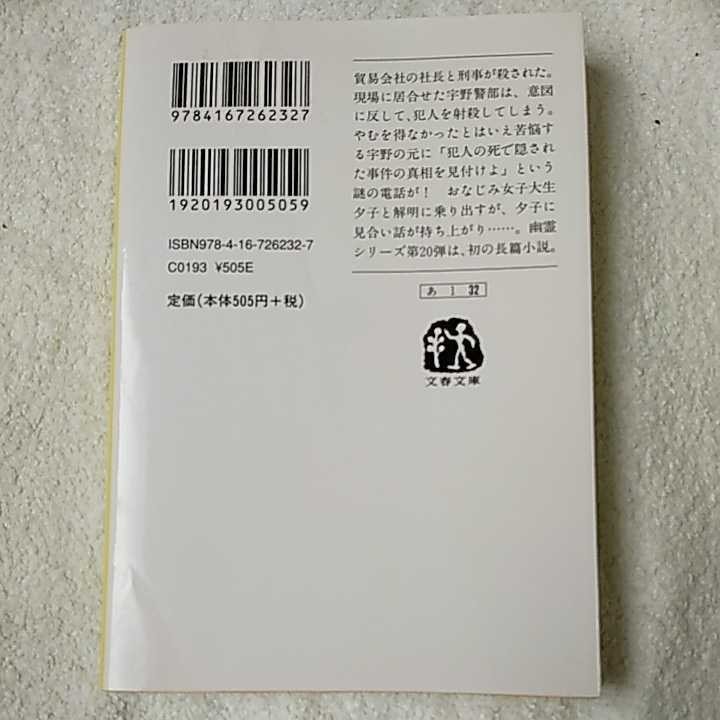 9784167262327
1920193005059
ISBN978-4-16-726232-7
C0193 ¥505E
定価(本体505円+税)
貿易会社の社長と刑事が殺された。
現場に居合せた宇野警部は、意図
に反して、犯人を射殺してしまう。
やむを得なかったとはいえ苦悩す
る宇野の元に「犯人の死で隠され
た事件の真相を見付けよ」という
謎の電話が! おなじみ女子大生
夕子と解明に乗り出すが、夕子に
見合い話が持ち上がり……。幽霊
シリーズ第20弾は、初の長篇小説。
あ 1 32
文春文庫